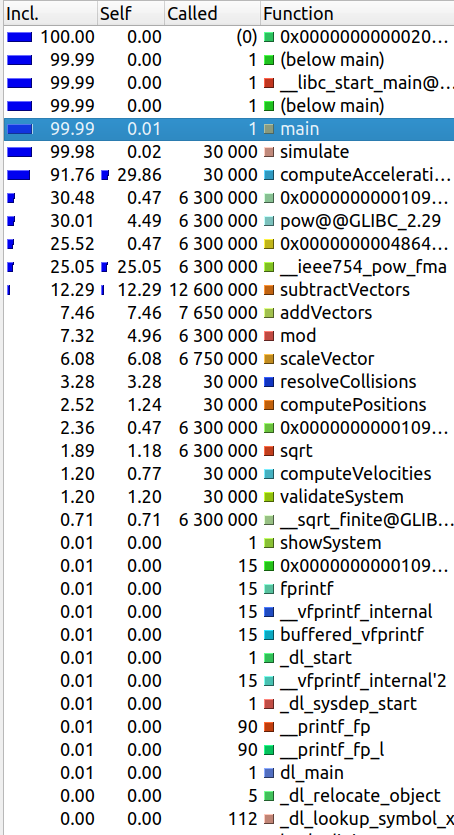 Incl. Self Called Function
100.00 0.00 (0) 0x0000000000020...
99.99 0.00 1 (below main)
99.99 0.00 1 __libc_start_main@...
99.99 0.00 1 (below main)
99.99 0.01 1 main
99.98 0.02 30 000 simulate
91.76 29.86 30 000 computeAccelerati...
30.48 0.47 6 300 000 0x0000000000109...
30.01 4.49 6 300 000 pow@@GLIBC_2.29
25.52 0.47 6 300 000 0x0000000004864...
25.05 25.05 6 300 000 __ieee754_pow_fma
12.29 12.29 12 600 000 subtractVectors
7.46 7.46 7 650 000 addVectors
7.32 4.96 6 300 000 mod
6.08 6.08 6 750 000 scaleVector
3.28 3.28 30 000 resolveCollisions
2.52 1.24 30 000 computePositions
2.36 0.47 6 300 000 0x0000000000109...
1.89 1.18 6 300 000 sqrt
1.20 0.77 30 000 computeVelocities
1.20 1.20 30 000 validateSystem
0.71 0.71 6 300 000 __sqrt_finite@GLIB...
0.01 0.00 1 showSystem
0.01 0.00 15 0x0000000000109...
0.01 0.00 15 fprintf
0.01 0.00 15 __vfprintf_internal
0.01 0.00 15 buffered_vfprintf
0.01 0.00 1 _dl_start
0.01 0.00 15 __vfprintf_internal'2
0.01 0.00 1 _dl_sysdep_start
0.01 0.00 90 __printf_fp
0.01 0.00 90 __printf_fp_l
0.01 0.00 1 dl_main
0.00 0.00 5 _dl_relocate_object
0.00 0.00 112 _dl_lookup_symbol_x